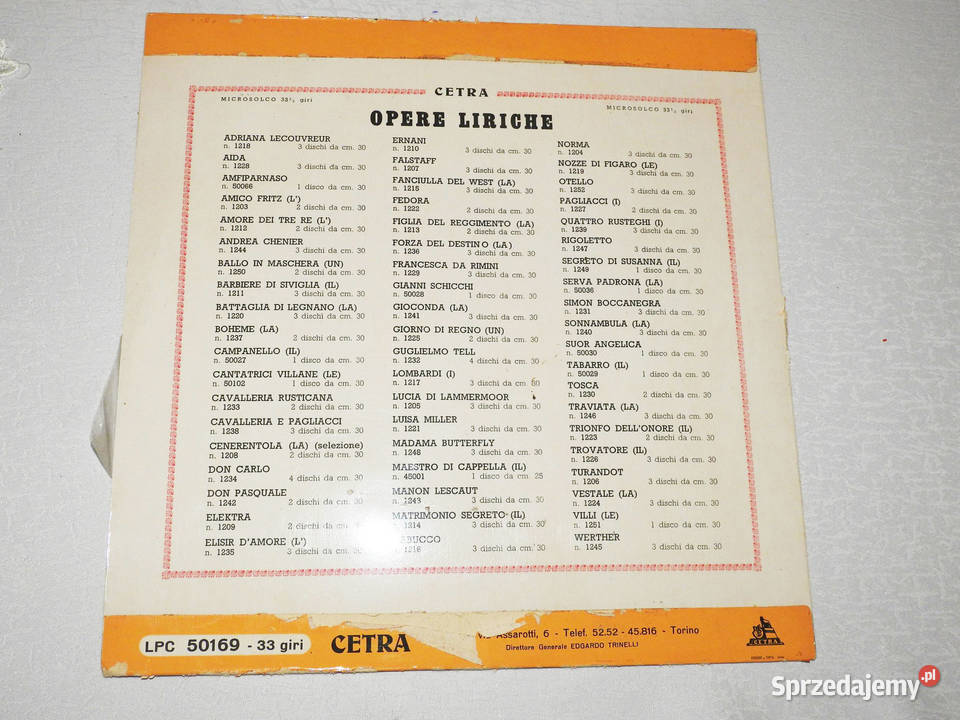 CETRA
MICROSOLCO 33⅓ giri
MICROSOLCO 33⅓ giri
OPERE LIRICHE
ADRIANA LECOUVREUR
n. 1218 3 dischi da cm. 30
AIDA
n. 1228 3 dischi da cm. 30
AMFIPARNASO
n. 50066 1 disco da cm. 30
AMICO FRITZ (L')
n. 1203 2 dischi da cm. 30
AMORE DEI TRE RE (L')
n. 1212 2 dischi da cm. 30
ANDREA CHENIER
n. 1244 3 dischi da cm. 30
BALLO IN MASCHERA (UN)
n. 1250 2 dischi da cm. 30
BARBIERE DI SIVIGLIA (IL)
n. 1211 3 dischi da cm. 30
BATTAGLIA DI LEGNANO (LA)
n. 1220 3 dischi da cm. 30
BOHEME (LA)
n. 1237 2 dischi da cm. 30
CAMPANELLO (IL)
n. 50027 1 disco da cm. 30
CANTATRICI VILLANE (LE)
n. 50102 1 disco da cm. 30
CAVALLERIA RUSTICANA
n. 1233 2 dischi da cm. 30
CAVALLERIA E PAGLIACCI
n. 1238 3 dischi da cm. 30
CENERENTOLA (LA) (selezione)
n. 1208 2 dischi da cm. 30
DON CARLO
n. 1234 4 dischi da cm. 30
DON PASQUALE
n. 1242 2 dischi da cm. 30
ELEKTRA
n. 1209 2 dischi da cm. 30
ELISIR D'AMORE (L')
n. 1235 3 dischi da cm. 30
ERNANI
n. 1210 3 dischi da cm. 30
FALSTAFF
n. 1207 3 dischi da cm. 30
FANCIULLA DEL WEST (LA)
n. 1215 3 dischi da cm. 30
FEDORA
n. 1222 2 dischi da cm. 30
FIGLIA DEL REGGIMENTO (LA)
n. 1213 2 dischi da cm. 30
FORZA DEL DESTINO (LA)
n. 1236 3 dischi da cm. 30
FRANCESCA DA RIMINI
n. 1229 3 dischi da cm. 30
GIANNI SCHICCHI
n. 50028 1 disco da cm. 30
GIOCONDA (LA)
n. 1241 3 dischi da cm. 30
GIORNO DI REGNO (UN)
n. 1225 2 dischi da cm. 30
GUGLIELMO TELL
n. 1232 4 dischi da cm. 30
LOMBARDI (I)
n. 1217 3 dischi da cm. 30
LUCIA DI LAMMERMOOR
n. 1205 3 dischi da cm. 30
LUISA MILLER
n. 1221 3 dischi da cm. 30
MADAMA BUTTERFLY
n. 1248 3 dischi da cm. 30
MAESTRO DI CAPPELLA (IL)
n. 45001 1 disco da cm. 25
MANON LESCAUT
n. 1243 3 dischi da cm. 30
MATRIMONIO SEGRETO (IL)
n. 1214 3 dischi da cm. 30
BUCCO
n. 1216 3 dischi da cm. 30
NORMA
n. 1204 3 dischi da cm. 30
NOZZE DI FIGARO (LE)
n. 1219 3 dischi da cm. 30
OTELLO
n. 1252 3 dischi da cm. 30
PAGLIACCI (I)
n. 1227 2 dischi da cm. 30
QUATTRO RUSTEGHI (I)
n. 1239 3 dischi da cm. 30
RIGOLETTO
n. 1247 3 dischi da cm. 30
SEGRETO DI SUSANNA (IL)
n. 1249 1 disco da cm. 30
SERVA PADRONA (LA)
n. 50036 1 disco da cm. 30
SIMON BOCCANEGRA
n. 1231 3 dischi da cm. 30
SONNAMBULA (LA)
n. 1240 3 dischi da cm. 30
SUOR ANGELICA
n. 50030 1 disco da cm. 30
TABARRO (IL)
n. 50029 1 disco da cm. 30
TOSCA
n. 1230 2 dischi da cm. 30
TRAVIATA (LA)
n. 1246 3 dischi da cm. 30
TRIONFO DELL'ONORE (IL)
n. 1223 2 dischi da cm. 30
TROVATORE (IL)
n. 1226 3 dischi da cm. 30
TURANDOT
n. 1206 3 dischi da cm. 30
VESTALE (LA)
n. 1224 3 dischi da cm. 30
VILLI (LE)
n. 1251 1 disco da cm. 30
WERTHER
n. 1245 3 dischi da cm. 30
LPC 50169 - 33 giri CETRA
Assarotti, 6 - Telef. 52.52 - 45.816 - Torino
Direttore Generale EDGARDO TRINELLI
CETRA
Sprzedajemy.pl